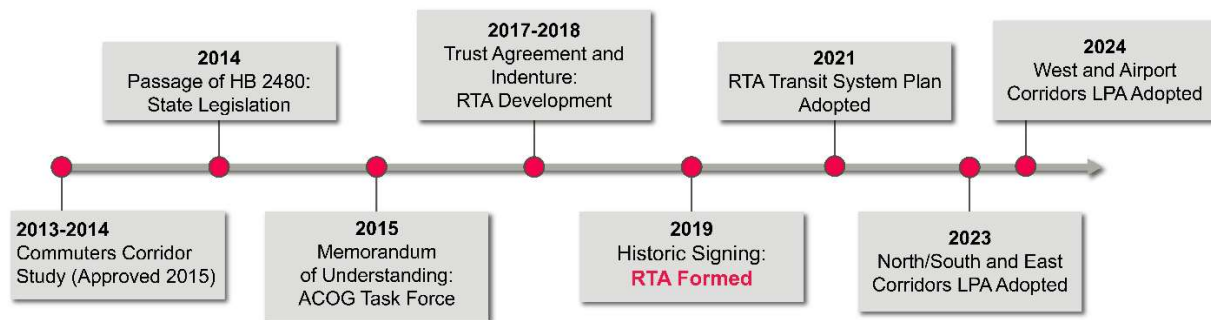 2013-2014
Commuters Corridor
Study (Approved 2015)
2014
Passage of HB 2480:
State Legislation
2015
Memorandum
of Understanding:
ACOG Task Force
2017-2018
Trust Agreement and
Indenture:
RTA Development
2019
Historic Signing:
RTA Formed
2021
RTA Transit System Plan
Adopted
2023
North/South and East
Corridors LPA Adopted
2024
West and Airport
Corridors LPA Adopted